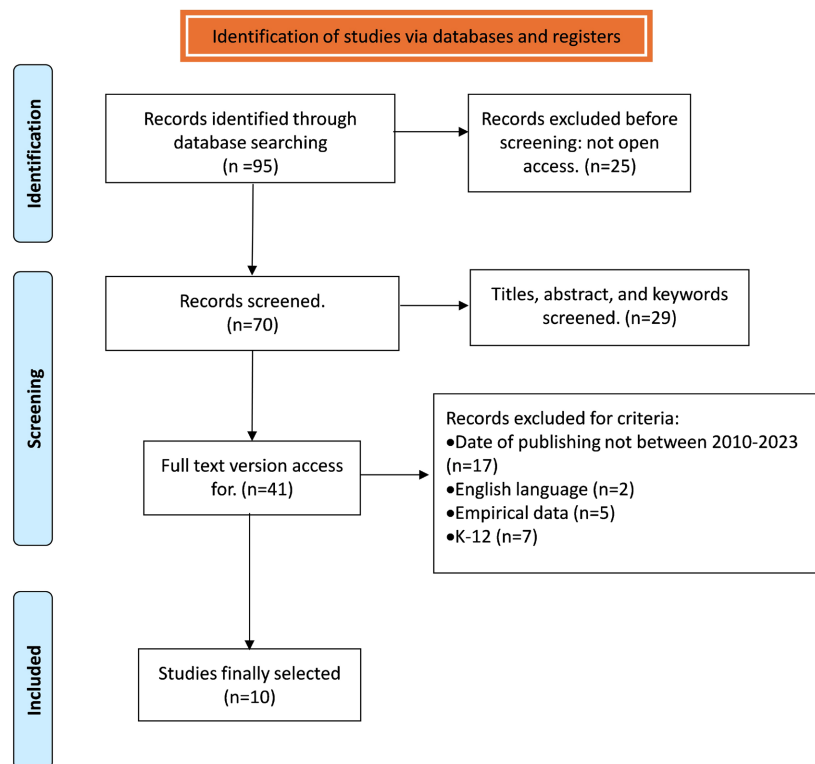 Identification of studies via databases and registers
Identification
Records identified through
database searching
(n =95)
Records excluded before
screening: not open
access. (n=25)
Screening
Records screened.
(n=70)
Titles, abstract, and keywords
screened. (n=29)
Full text version access
for. (n=41)
Records excluded for criteria:
●Date of publishing not between 2010-2023
(n=17)
●English language (n=2)
●Empirical data (n=5)
●K-12 (n=7)
Included
Studies finally selected
(n=10)